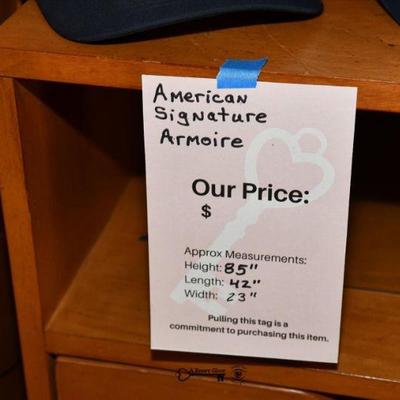 American
Signature
Armoire
Our Price:
$
Approx Measurements:
Height: 85"
Length: 42"
Width: 23"
Pulling this tag is a
commitment to purchasing this item.